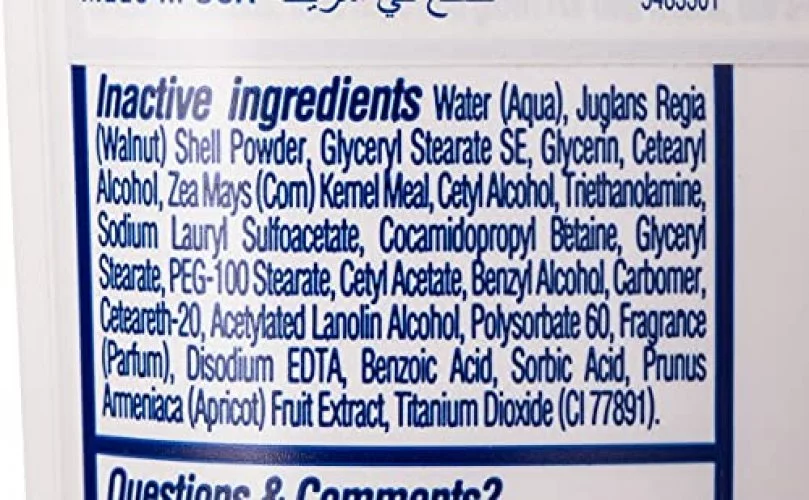 Inactive ingredients Water (Aqua), Juglans Regia
(Walnut) Shell Powder, Glyceryl Stearate SE, Glycerin, Cetearyl
Alcohol, Zea Mays (Corn) Kernel Meal, Cetyl Alcohol, Triethanolamine,
Sodium Lauryl Sulfoacetate, Cocamidopropyl Betaine, Glyceryl
Stearate, PEG-100 Stearate, Cetyl Acetate, Benzyl Alcohol, Carbomer,
Ceteareth-20, Acetylated Lanolin Alcohol, Polysorbate 60, Fragrance
(Parfum), Disodium EDTA, Benzoic Acid, Sorbic Acid, Prunus
Armeniaca (Apricot) Fruit Extract, Titanium Dioxide (CI 77891).
Questions & Comments?